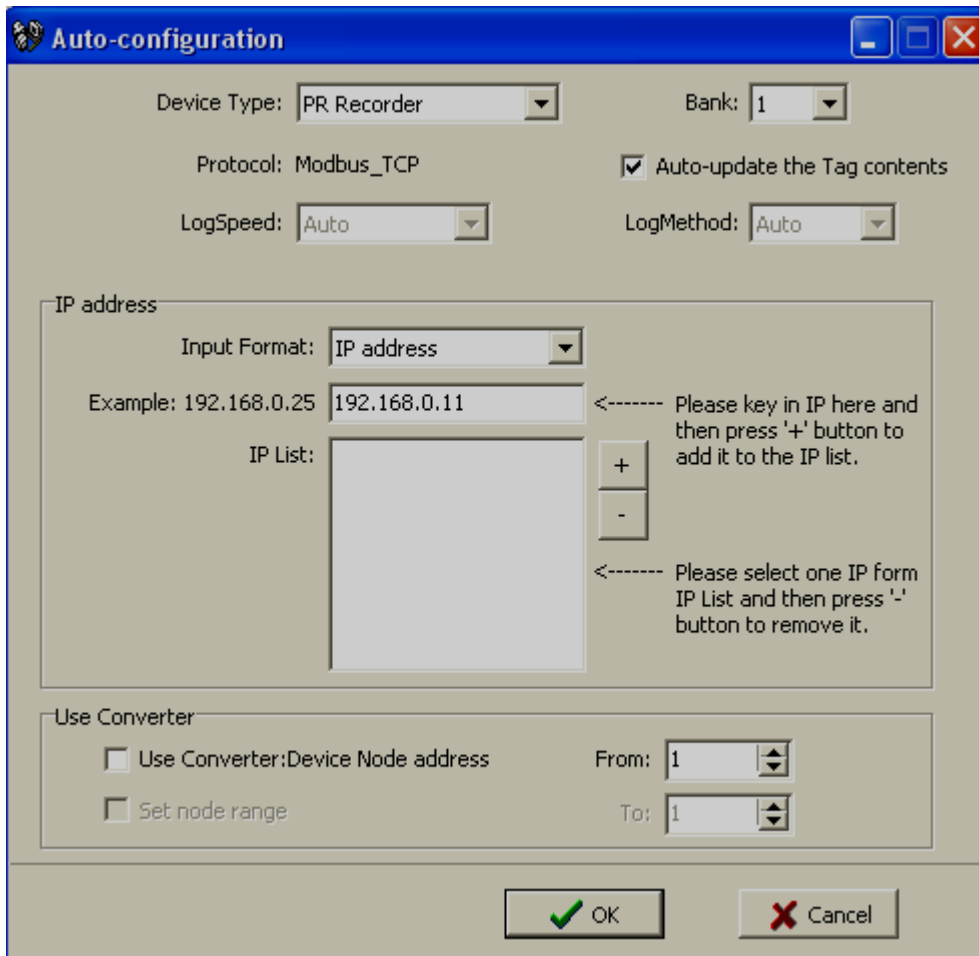 Auto-configuration
Device Type: PR Recorder Bank: 1
Protocol: Modbus_TCP Auto-update the Tag contents
LogSpeed: Auto LogMethod: Auto
IP address
Input Format: IP address
Example: 192.168.0.25 192.168.0.11 <------- Please key in IP here and
then press '+' button to
add it to the IP list.
IP List:
+
-
<------- Please select one IP form
IP List and then press '-'
button to remove it.
Use Converter
Use Converter:Device Node address From: 1
Set node range To: 1
OK Cancel